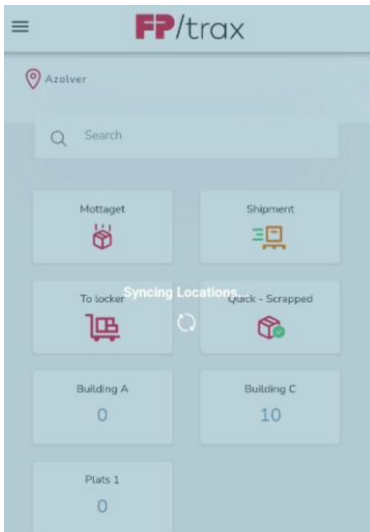 FP/trax
Azolver
Search
Mottaget
Shipment
To locker
Quick - Scrapped
Syncing Locations...
Building A
Building C
0
10
Plats 1
0